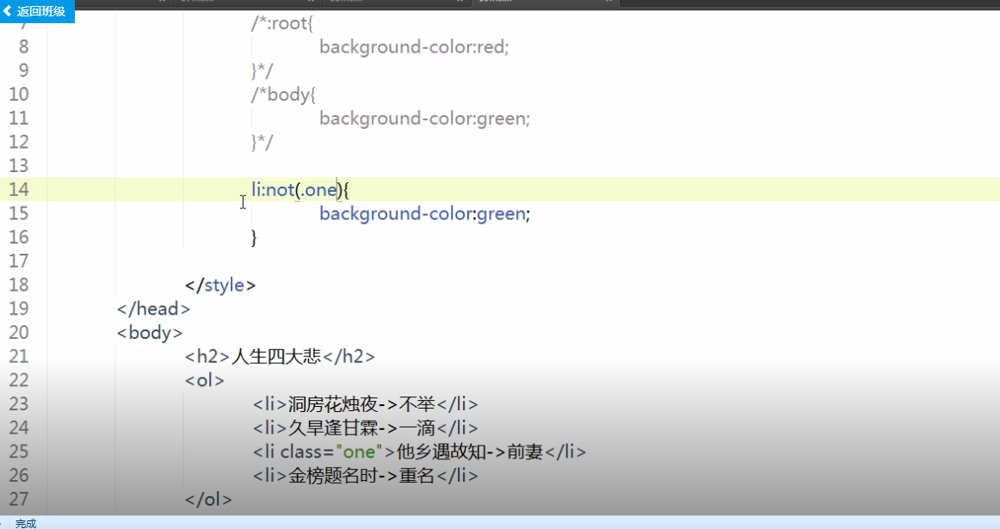 返回班级
7 /*:root{
8 background-color:red;
9 }*/
10 /*body{
11 background-color:green;
12 }*/
13
14 li:not(.one){
15 background-color:green;
16 }
17
18 </style>
19 </head>
20 <body>
21 <h2>人生四大悲</h2>
22 <ol>
23 <li>洞房花烛夜->不举</li>
24 <li>久旱逢甘霖->一滴</li>
25 <li class="one">他乡遇故知->前妻</li>
26 <li>金榜题名时->重名</li>
27 </ol>
完成